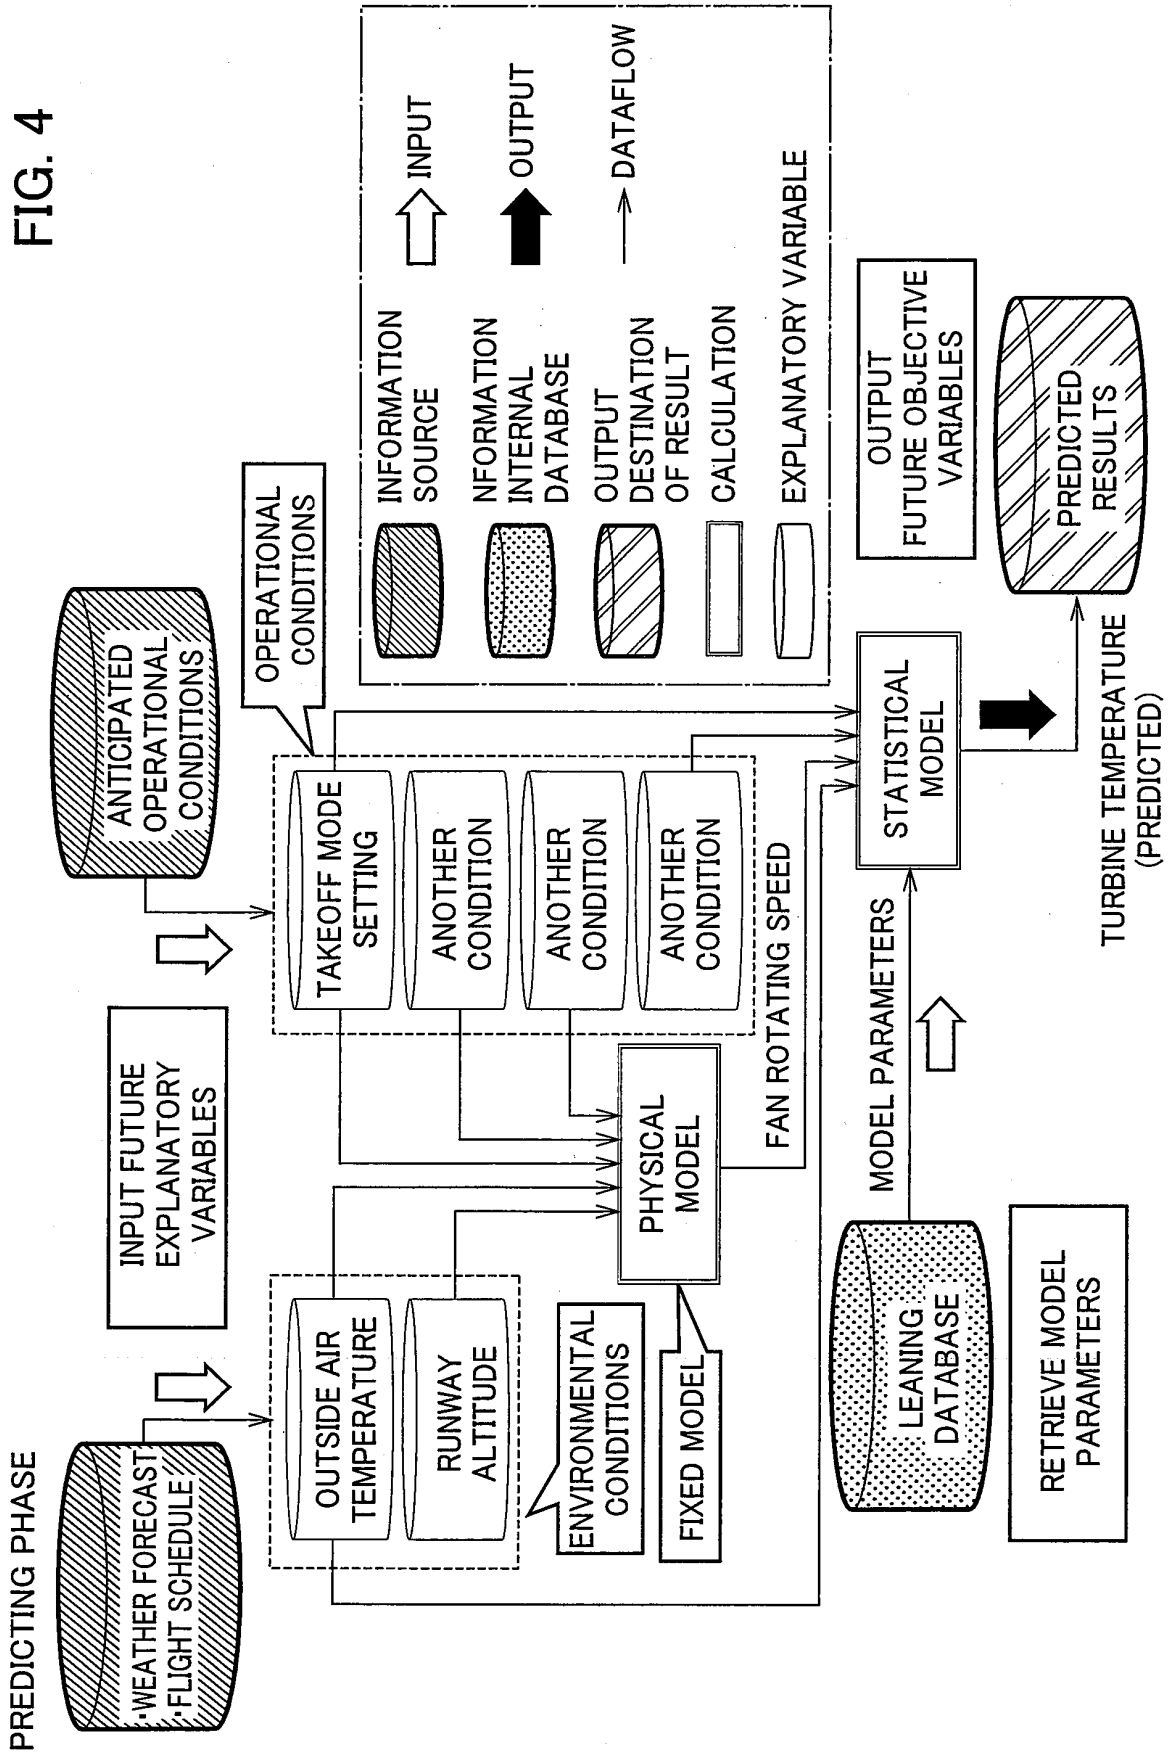 FIG. 4
PREDICTING PHASE
·WEATHER FORECAST
·FLIGHT SCHEDULE
INPUT FUTURE
EXPLANATORY
VARIABLES
ANTICIPATED
OPERATIONAL
CONDITIONS
OUTSIDE AIR
TEMPERATURE
RUNWAY
ALTITUDE
ENVIRONMENTAL
CONDITIONS
OPERATIONAL
CONDITIONS
TAKEOFF MODE
SETTING
ANOTHER
CONDITION
ANOTHER
CONDITION
ANOTHER
CONDITION
PHYSICAL
MODEL
FIXED MODEL
FAN ROTATING SPEED
LEANING
DATABASE
RETRIEVE MODEL
PARAMETERS
MODEL PARAMETERS
STATISTICAL
MODEL
TURBINE TEMPERATURE
(PREDICTED)
OUTPUT
FUTURE OBJECTIVE
VARIABLES
PREDICTED
RESULTS
INFORMATION
SOURCE
INPUT
NFORMATION
INTERNAL
DATABASE
OUTPUT
OUTPUT
DESTINATION
OF RESULT
DATAFLOW
CALCULATION
EXPLANATORY VARIABLE